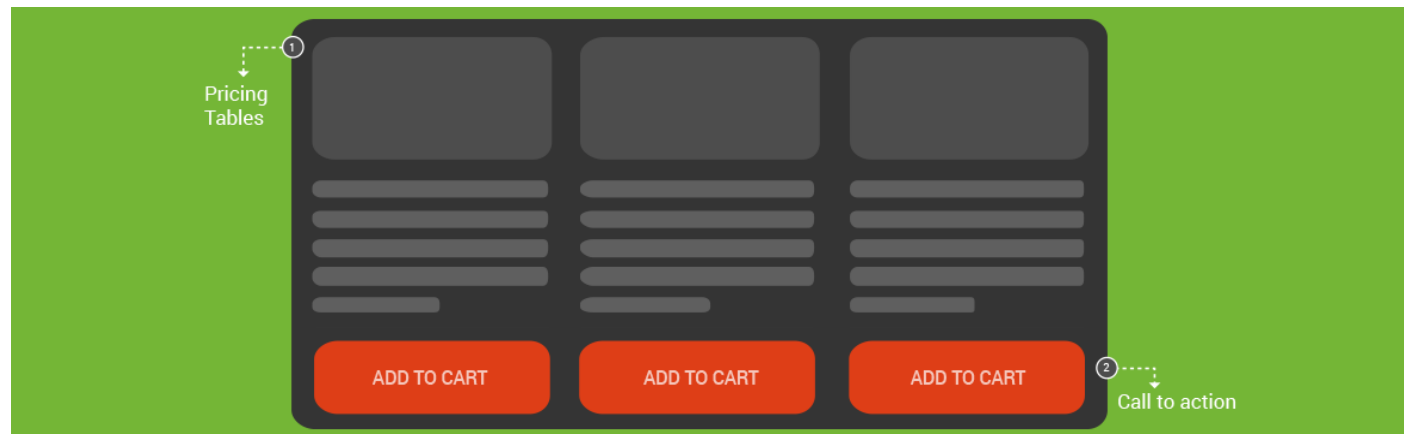 1
Pricing
Tables
ADD TO CART
ADD TO CART
ADD TO CART
2
Call to action